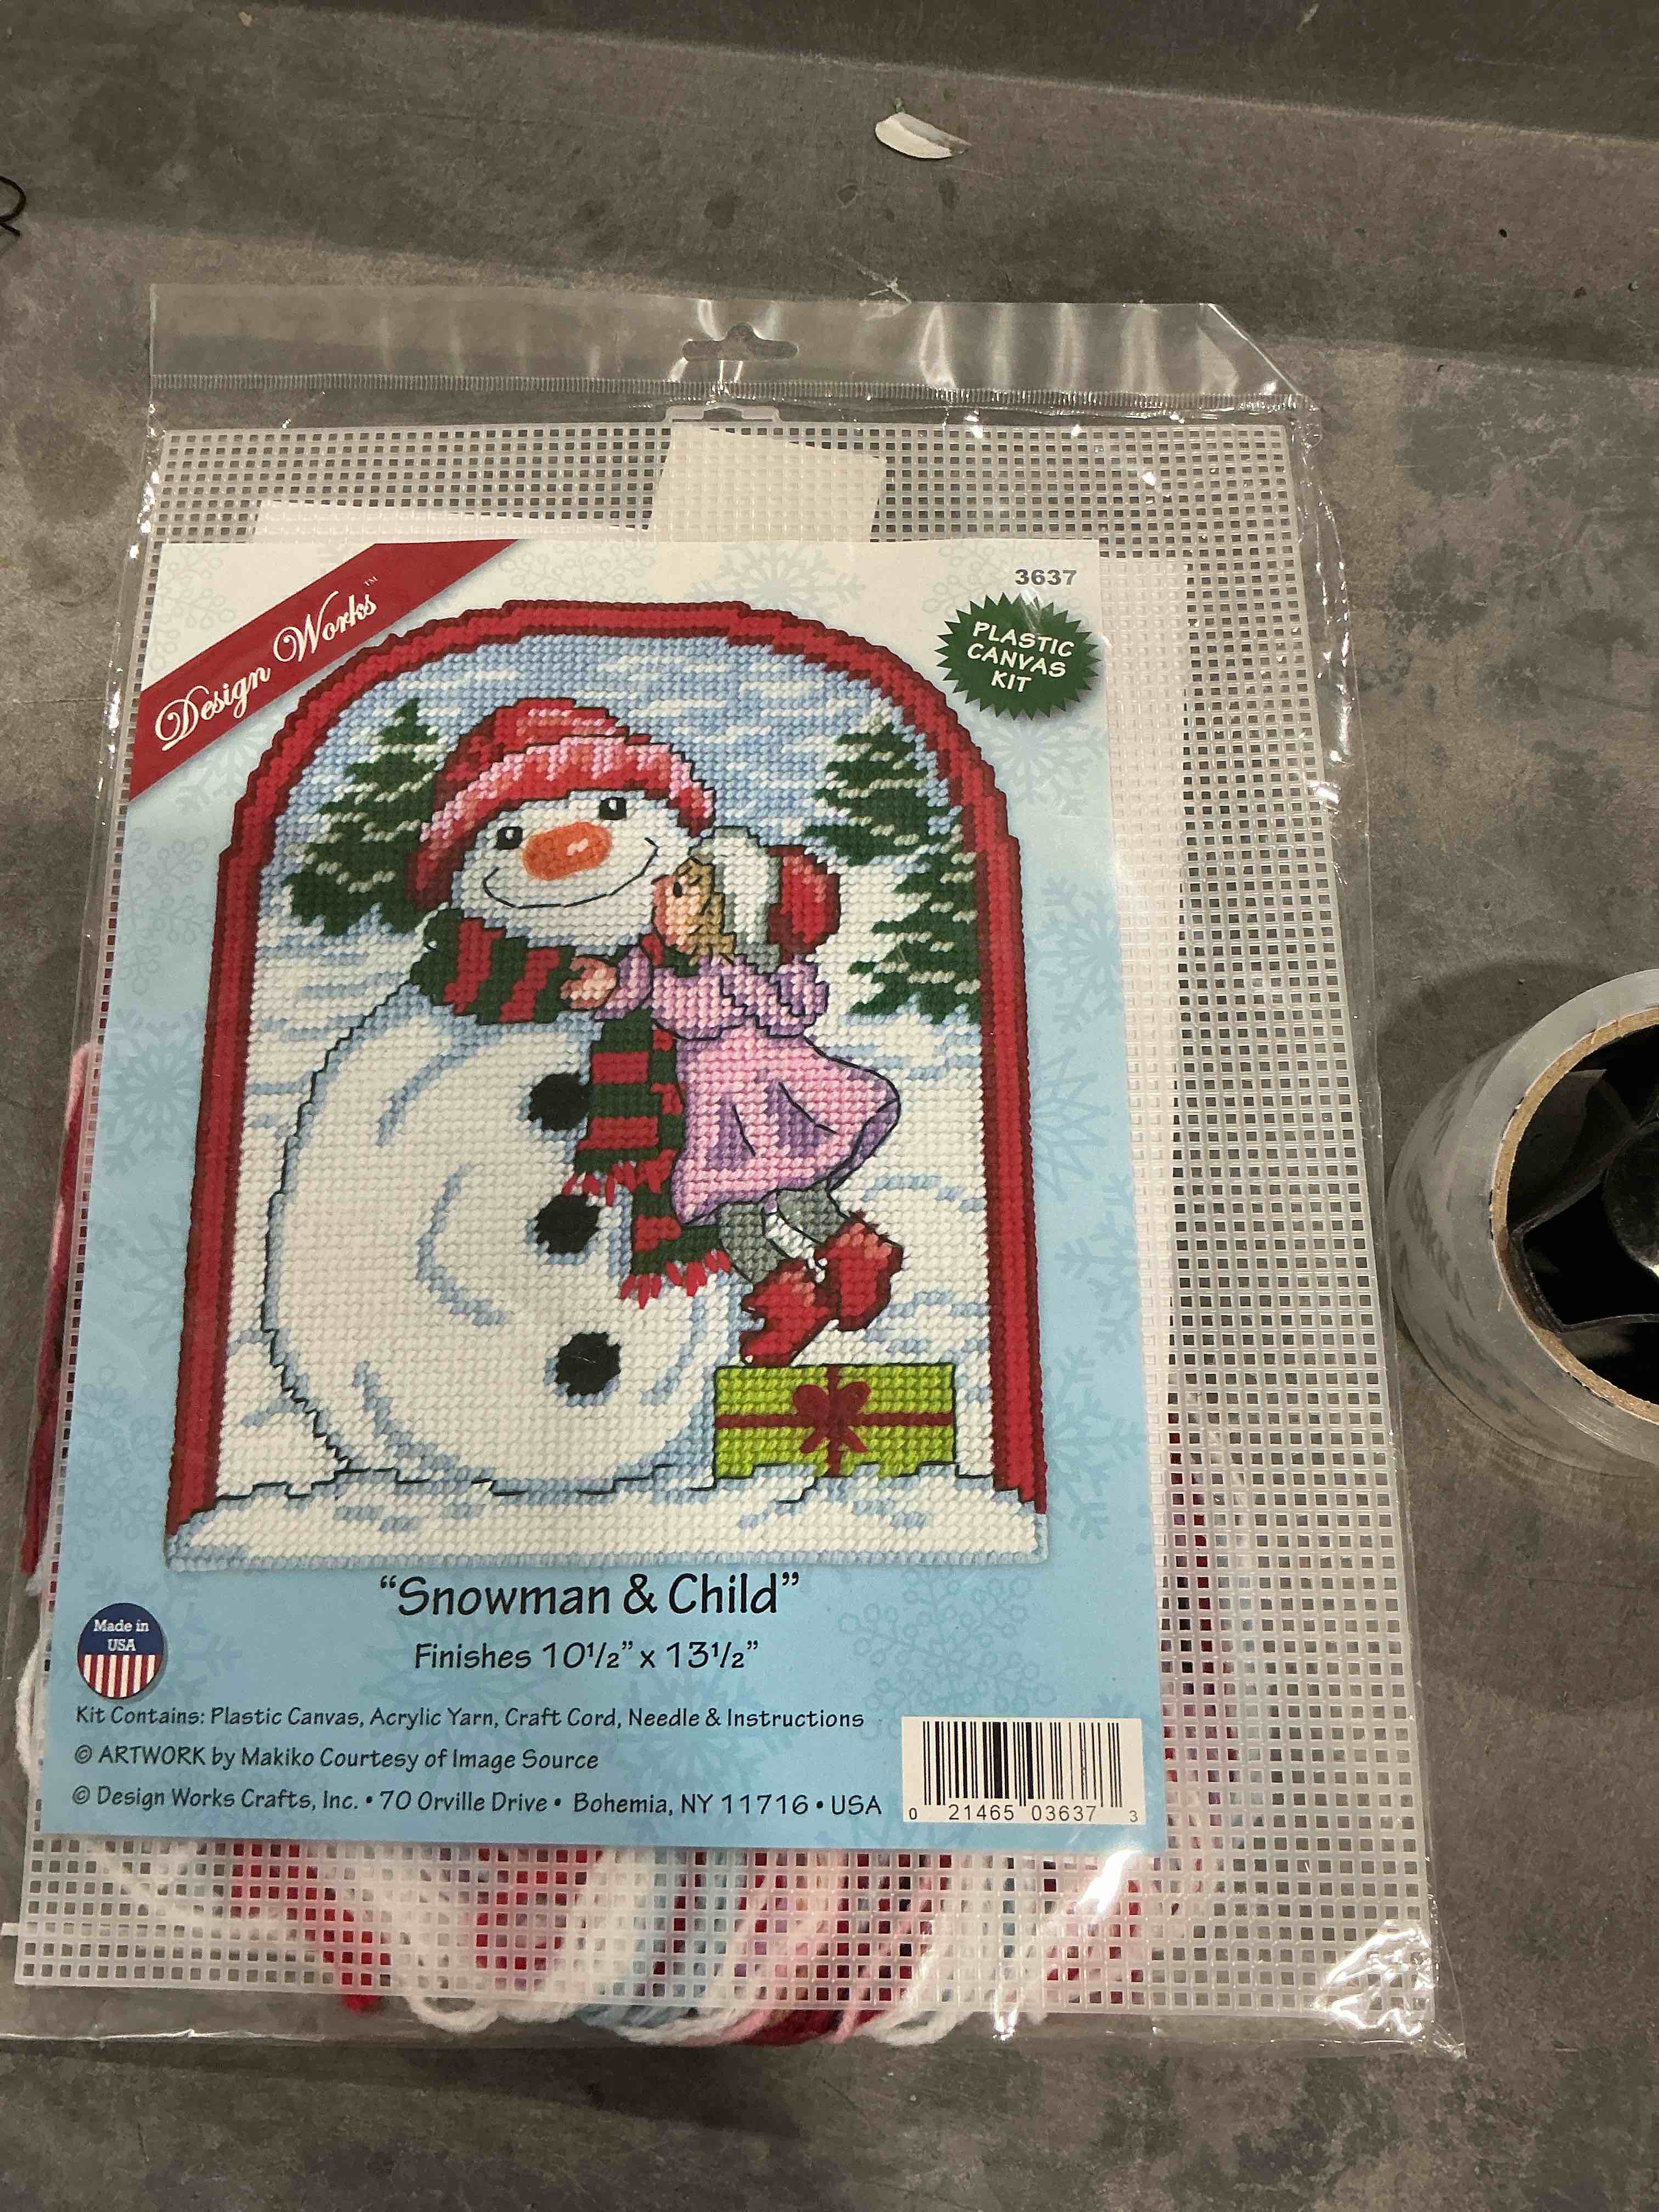 Design Works™
3637
PLASTIC
CANVAS
KIT
“Snowman & Child”
Finishes 10½” x 13½”
Made in
USA
Kit Contains: Plastic Canvas, Acrylic Yarn, Craft Cord, Needle & Instructions
© ARTWORK by Makiko Courtesy of Image Source
© Design Works Crafts, Inc. • 70 Orville Drive • Bohemia, NY 11716 • USA
0 21465 03637 3